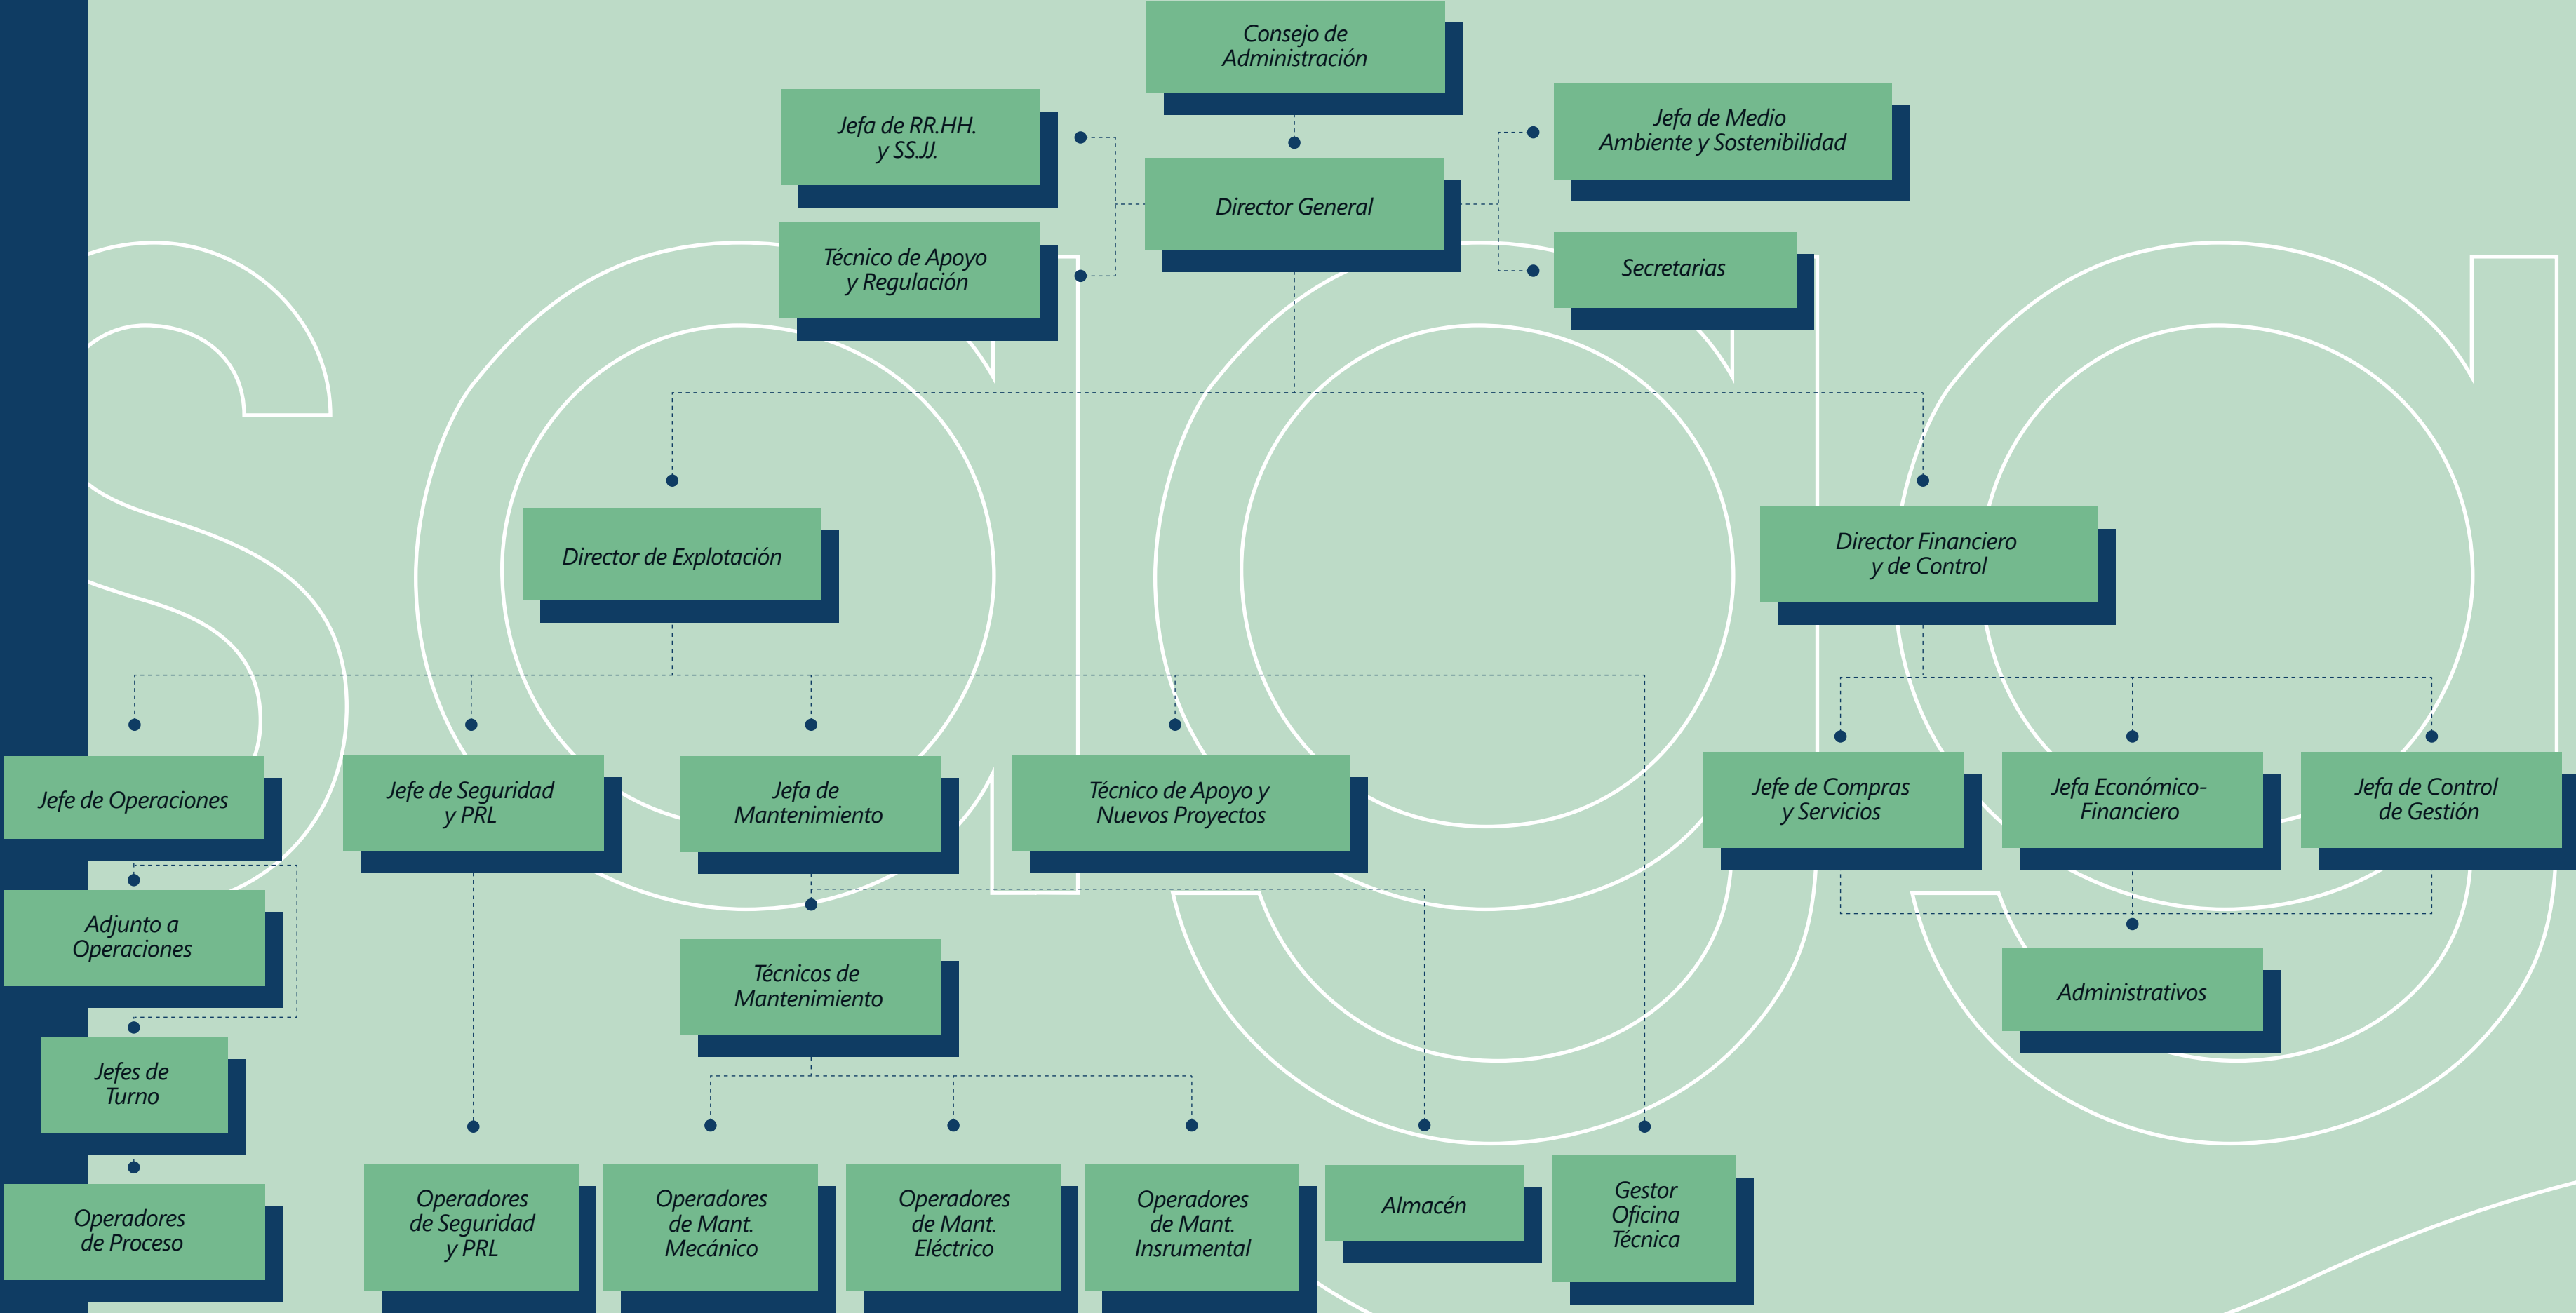 Consejo de
Administración
Jefa de RR.HH.
y SS.JJ.
Jefa de Medio
Ambiente y Sostenibilidad
Director General
Técnico de Apoyo
y Regulación
Secretarias
Director de Explotación
Director Financiero
y de Control
Jefe de Operaciones
Jefe de Seguridad
y PRL
Jefa de
Mantenimiento
Técnico de Apoyo y
Nuevos Proyectos
Jefe de Compras
y Servicios
Jefa Económico-
Financiero
Jefa de Control
de Gestión
Adjunto a
Operaciones
Técnicos de
Mantenimiento
Administrativos
Jefes de
Turno
Operadores
de Proceso
Operadores
de Seguridad
y PRL
Operadores
de Mant.
Mecánico
Operadores
de Mant.
Eléctrico
Operadores
de Mant.
Insrumental
Almacén
Gestor
Oficina
Técnica